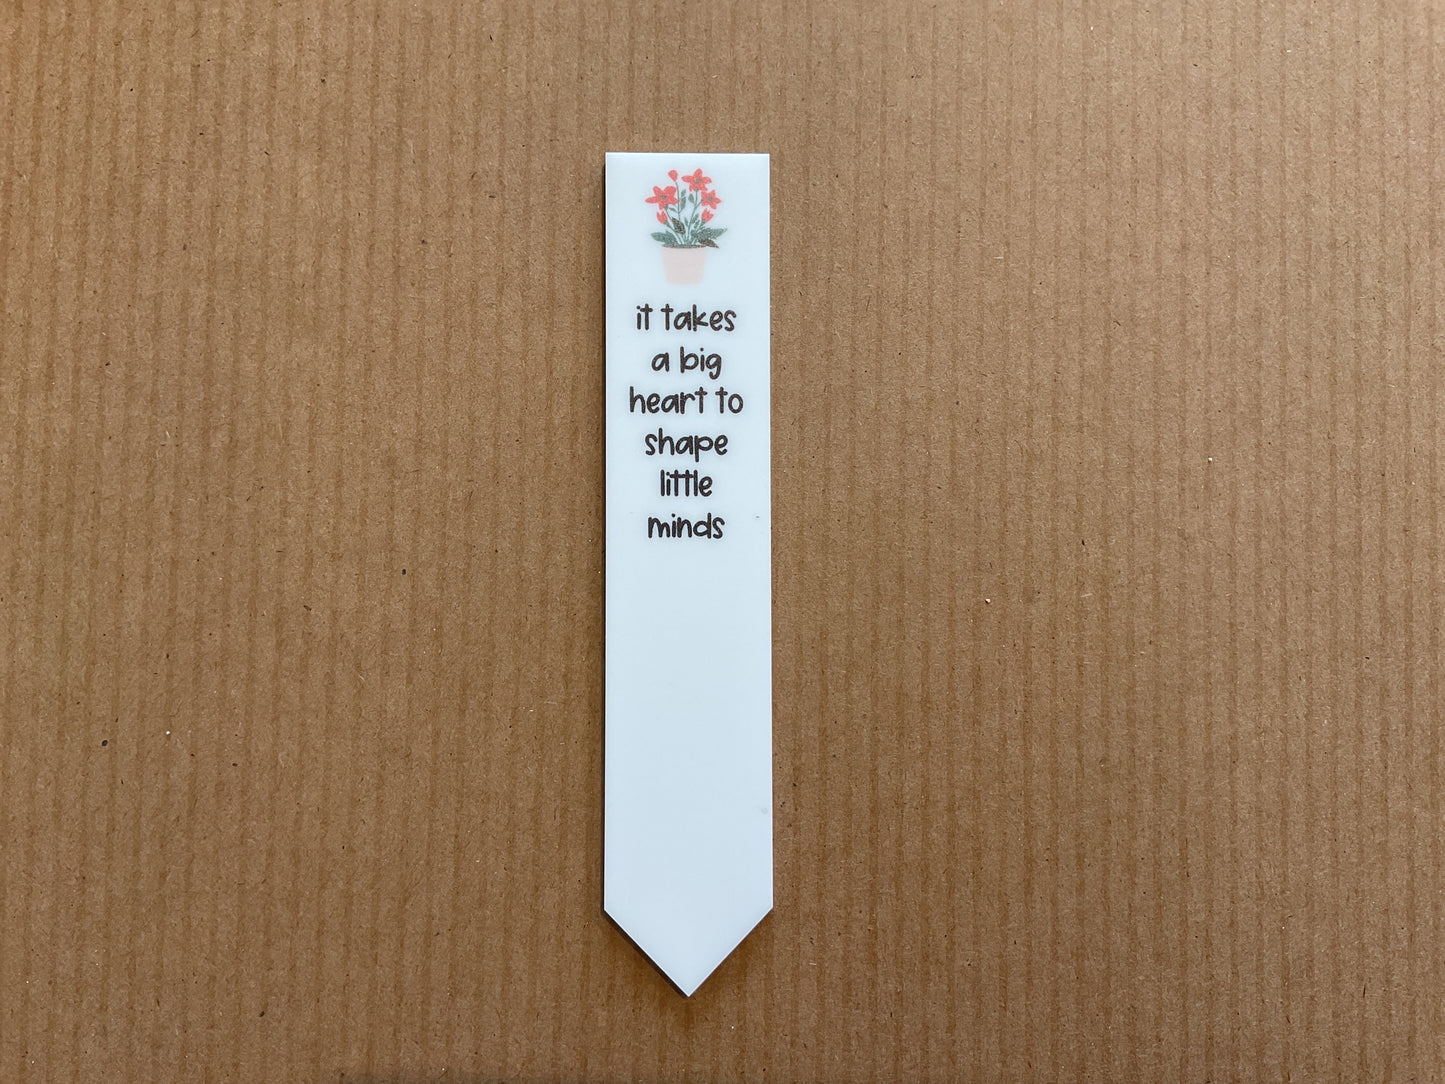 it takes
a big
heart to
shape
little
minds